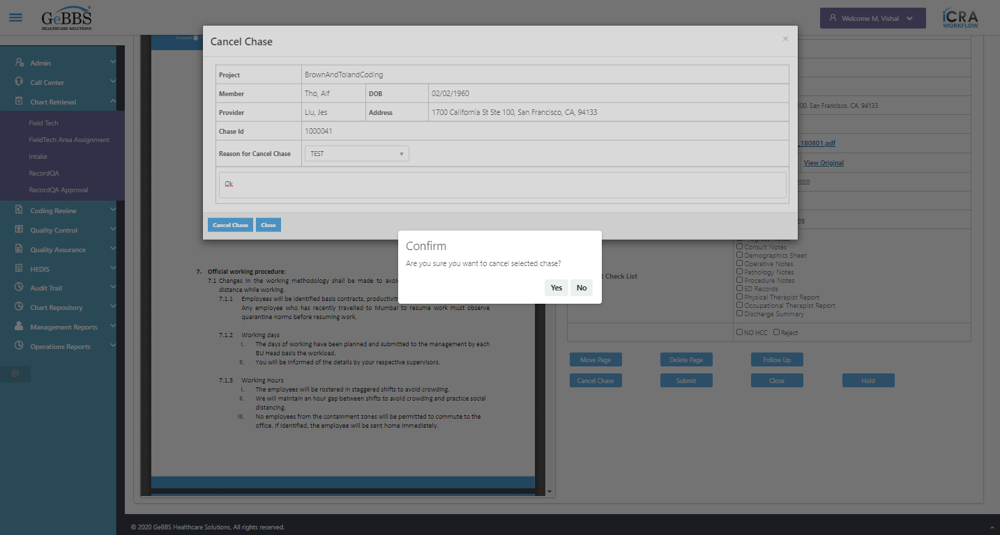 GeBBS
HEALTHCARE SOLUTIONS
Welcome M, Vishal
iCRA
WORKFLOW
Admin
Call Center
Chart Retrieval
Field Tech
FieldTech Area Assignment
Intake
RecordQA
RecordQA Approval
Coding Review
Quality Control
Quality Assurance
HEDIS
Audit Trail
Chart Repository
Management Reports
Operations Reports
Cancel Chase
×
Project BrownAndTolandCoding
Member Tho, Alf DOB 02/02/1960
Provider Liu, Jes Address 1700 California St Ste 100, San Francisco, CA, 94133
Chase Id 1000041
Reason for Cancel Chase TEST
Ok
Cancel Chase Close
Confirm
Are you sure you want to cancel selected chase?
Yes No
7. Official working procedure:
7.1 Changes in the working methodology shall be made to
distance while working.
7.1.1 Employees will be identified basis contracts,
Any employee who has recently travelled to Mumbai to resume work must observe
quarantine norms before resuming work.
7.1.2 Working days
I. The days of working have been planned and submitted to the management by each
BU Head basis the workload.
II. You will be informed of the details by your respective supervisors.
7.1.3 Working Hours
I. The employees will be rostered in staggered shifts to avoid crowding.
II. We will maintain an hour gap between shifts to avoid crowding and practice social
distancing.
III. No employees from the containment zones will be permitted to commute to the
office. If identified, the employee will be sent home immediately.
100, San Francisco, CA, 94133
_180801.pdf
View Original
2020
Check List
Consult Notes
Demographics Sheet
Operative Notes
Pathology Notes
Procedure Notes
ED Records
Physical Therapist Report
Occupational Therapist Report
Discharge Summary
NO HCC Reject
Move Page Delete Page Follow Up
Cancel Chase Submit Close Hold
© 2020 GeBBS Healthcare Solutions, All rights reserved.